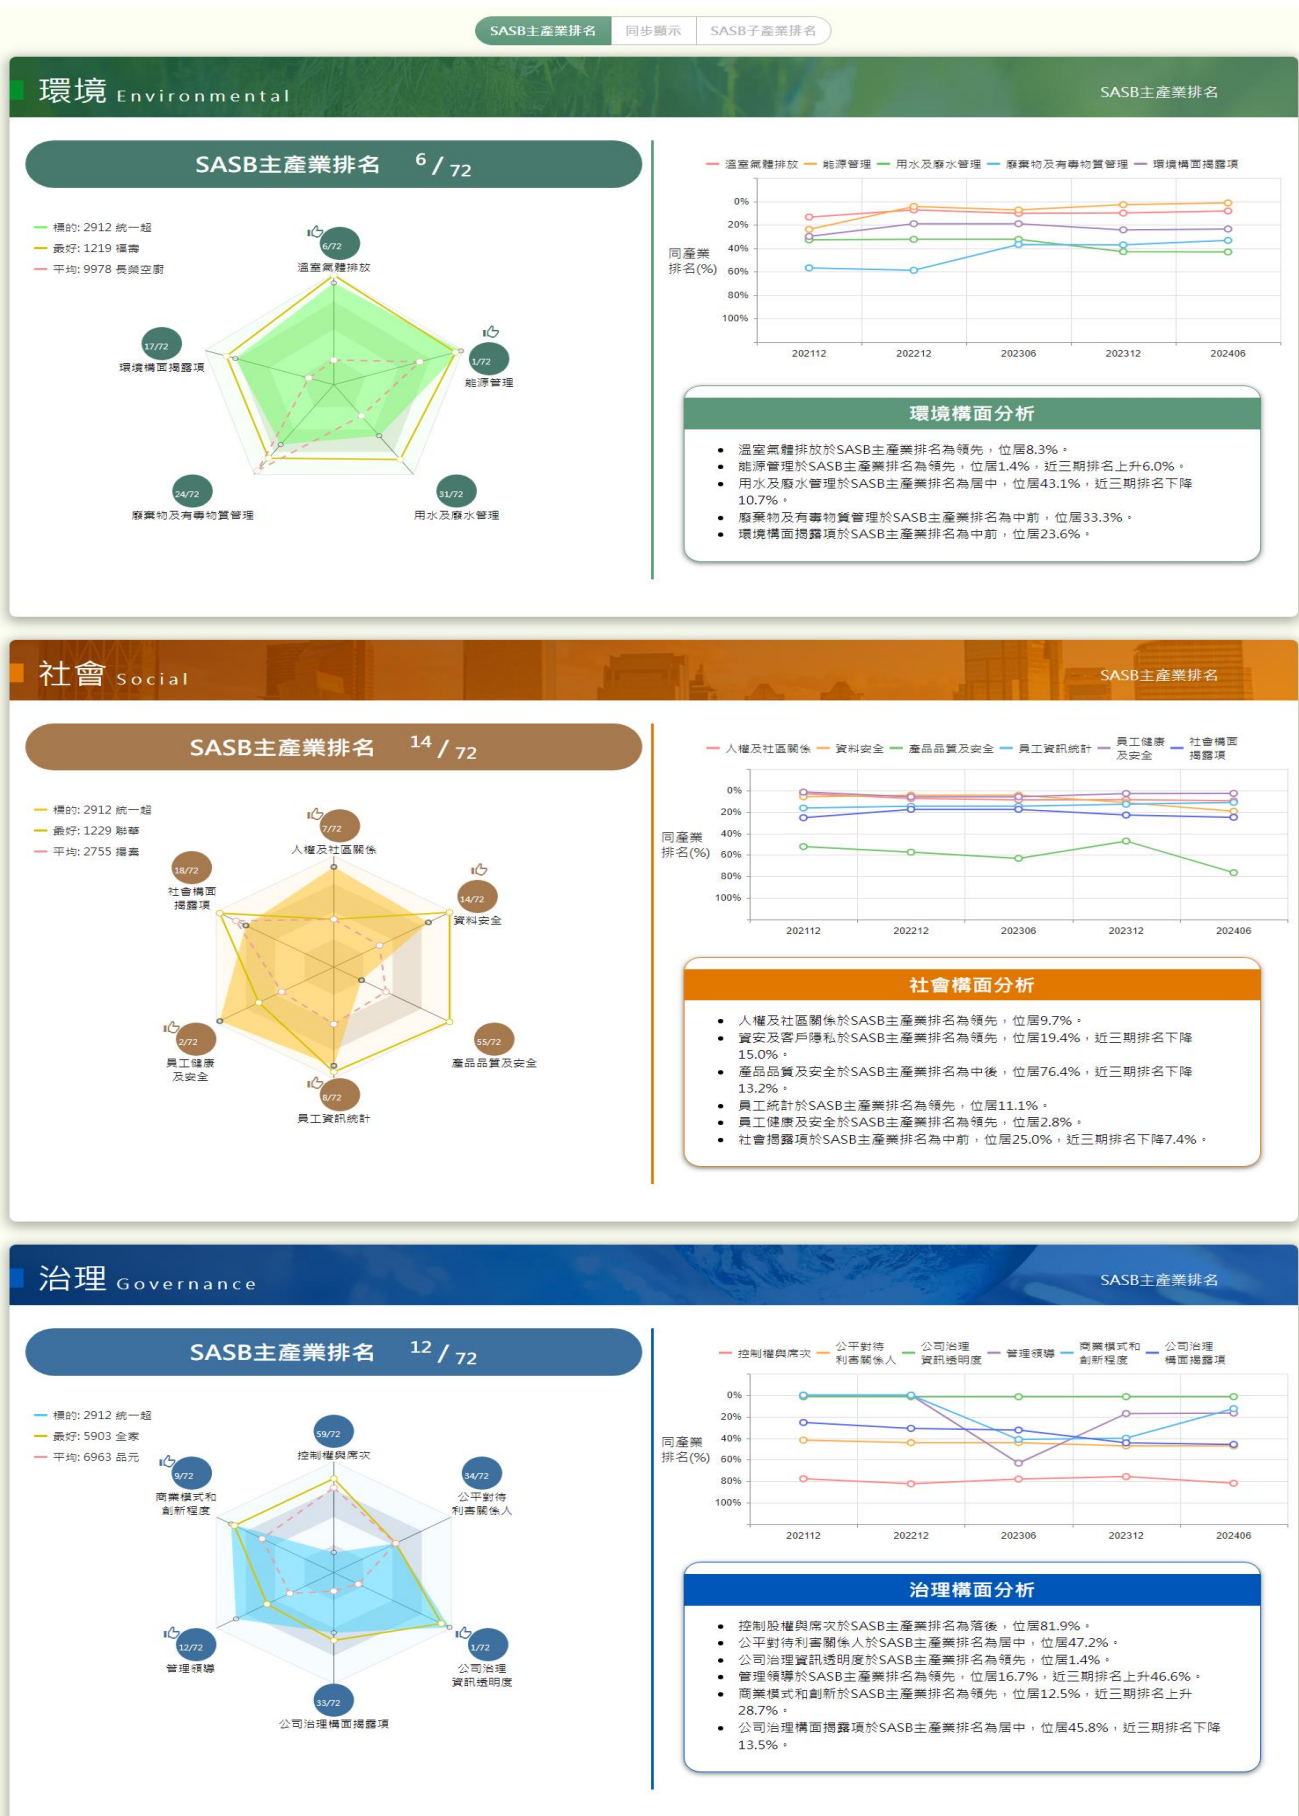 SASB主產業排名 同步顯示 SASB子產業排名
環境 Environmental
SASB主產業排名
SASB主產業排名 6 / 72
標的: 2912 統一超
最好: 1219 福壽
平均: 9978 長榮空廚
6/72
溫室氣體排放
1/72
能源管理
31/72
用水及廢水管理
24/72
廢棄物及有毒物質管理
17/72
環境構面揭露項
溫室氣體排放 能源管理 用水及廢水管理 廢棄物及有毒物質管理 環境構面揭露項
同產業
排名(%)
0%
20%
40%
60%
80%
100%
202112 202212 202306 202312 202406
環境構面分析
溫室氣體排放於SASB主產業排名為領先，位居8.3%。
能源管理於SASB主產業排名為領先，位居1.4%，近三期排名上升6.0%。
用水及廢水管理於SASB主產業排名為居中，位居43.1%，近三期排名下降
10.7%。
廢棄物及有毒物質管理於SASB主產業排名為中前，位居33.3%。
環境構面揭露項於SASB主產業排名為中前，位居23.6%。
社會 Social
SASB主產業排名
SASB主產業排名 14 / 72
標的: 2912 統一超
最好: 1229 聯華
平均: 2755 揚秦
7/72
人權及社區關係
14/72
資料安全
55/72
產品品質及安全
8/72
員工資訊統計
2/72
員工健康
及安全
18/72
社會構面
揭露項
人權及社區關係 資料安全 產品品質及安全 員工資訊統計 員工健康
及安全 社會構面
揭露項
同產業
排名(%)
0%
20%
40%
60%
80%
100%
202112 202212 202306 202312 202406
社會構面分析
人權及社區關係於SASB主產業排名為領先，位居9.7%。
資安及客戶隱私於SASB主產業排名為領先，位居19.4%，近三期排名下降
15.0%。
產品品質及安全於SASB主產業排名為中後，位居76.4%，近三期排名下降
13.2%。
員工統計於SASB主產業排名為領先，位居11.1%。
員工健康及安全於SASB主產業排名為領先，位居2.8%。
社會揭露項於SASB主產業排名為中前，位居25.0%，近三期排名下降7.4%。
治理 Governance
SASB主產業排名
SASB主產業排名 12 / 72
標的: 2912 統一超
最好: 5903 全家
平均: 6963 品元
59/72
控制權與席次
34/72
公平對待
利害關係人
1/72
公司治理
資訊透明度
33/72
公司治理構面揭露項
12/72
管理領導
9/72
商業模式和
創新程度
控制權與席次 公平對待
利害關係人 公司治理
資訊透明度 管理領導 商業模式和
創新程度 公司治理
構面揭露項
同產業
排名(%)
0%
20%
40%
60%
80%
100%
202112 202212 202306 202312 202406
治理構面分析
控制股權與席次於SASB主產業排名為落後，位居81.9%。
公平對待利害關係人於SASB主產業排名為居中，位居47.2%。
公司治理資訊透明度於SASB主產業排名為領先，位居1.4%。
管理領導於SASB主產業排名為領先，位居16.7%，近三期排名上升46.6%。
商業模式和創新於SASB主產業排名為領先，位居12.5%，近三期排名上升
28.7%。
公司治理構面揭露項於SASB主產業排名為居中，位居45.8%，近三期排名下降
13.5%。